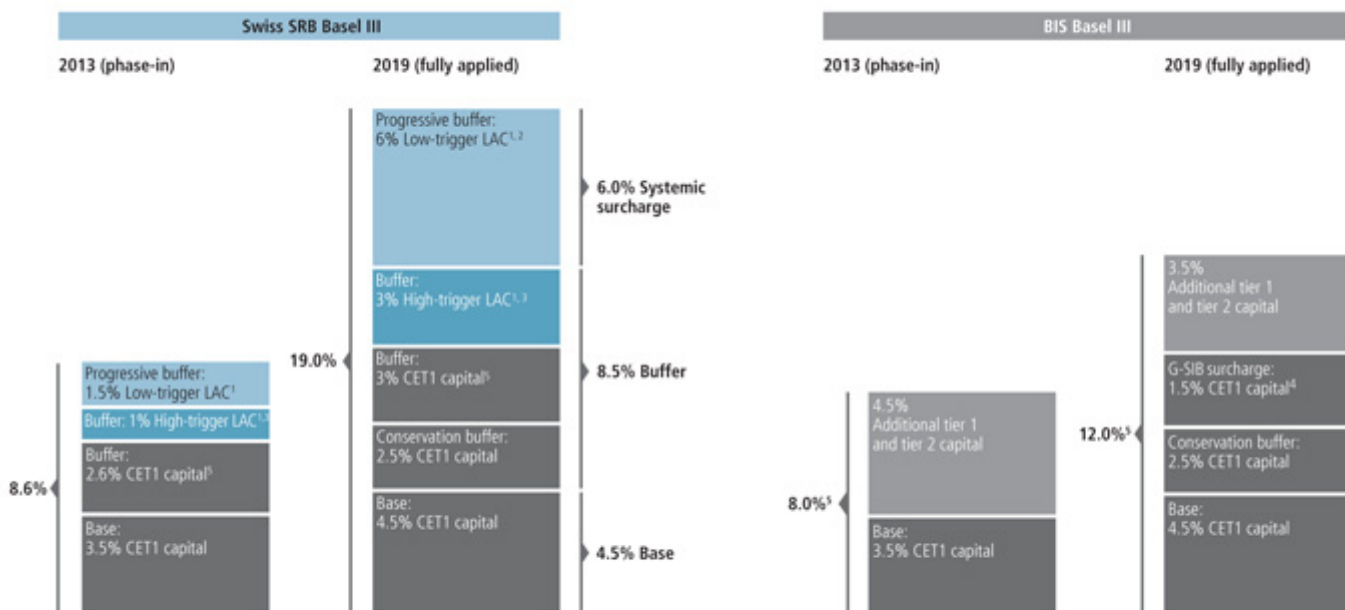 Swiss SRB Basel III
2013 (phase-in)
2019 (fully applied)
Progressive buffer:
6% Low-trigger LAC1, 2
6.0% Systemic
surcharge
Buffer:
3% High-trigger LAC1, 3
19.0%
Buffer:
3% CET1 capital5
8.5% Buffer
Conservation buffer:
2.5% CET1 capital
Base:
4.5% CET1 capital
4.5% Base
Progressive buffer:
1.5% Low-trigger LAC1
Buffer: 1% High-trigger LAC1,3
Buffer:
2.6% CET1 capital5
8.6%
Base:
3.5% CET1 capital
BIS Basel III
2013 (phase-in)
2019 (fully applied)
4.5%
Additional tier 1
and tier 2 capital
8.0%5
Base:
3.5% CET1 capital
3.5%
Additional tier 1
and tier 2 capital
G-SIB surcharge:
1.5% CET1 capital4
12.0%5
Conservation buffer:
2.5% CET1 capital
Base:
4.5% CET1 capital